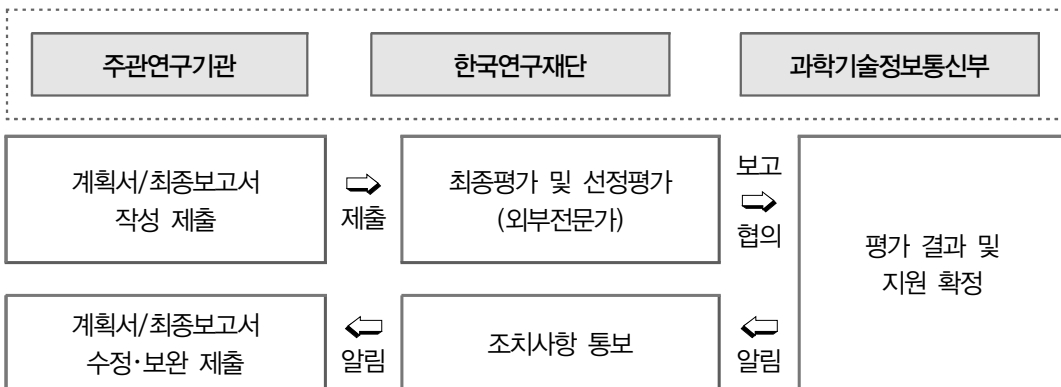 주관연구기관
한국연구재단
과학기술정보통신부
계획서/최종보고서
작성 제출
제출
최종평가 및 선정평가
(외부전문가)
보고
협의
평가 결과 및
지원 확정
계획서/최종보고서
수정·보완 제출
알림
조치사항 통보
알림